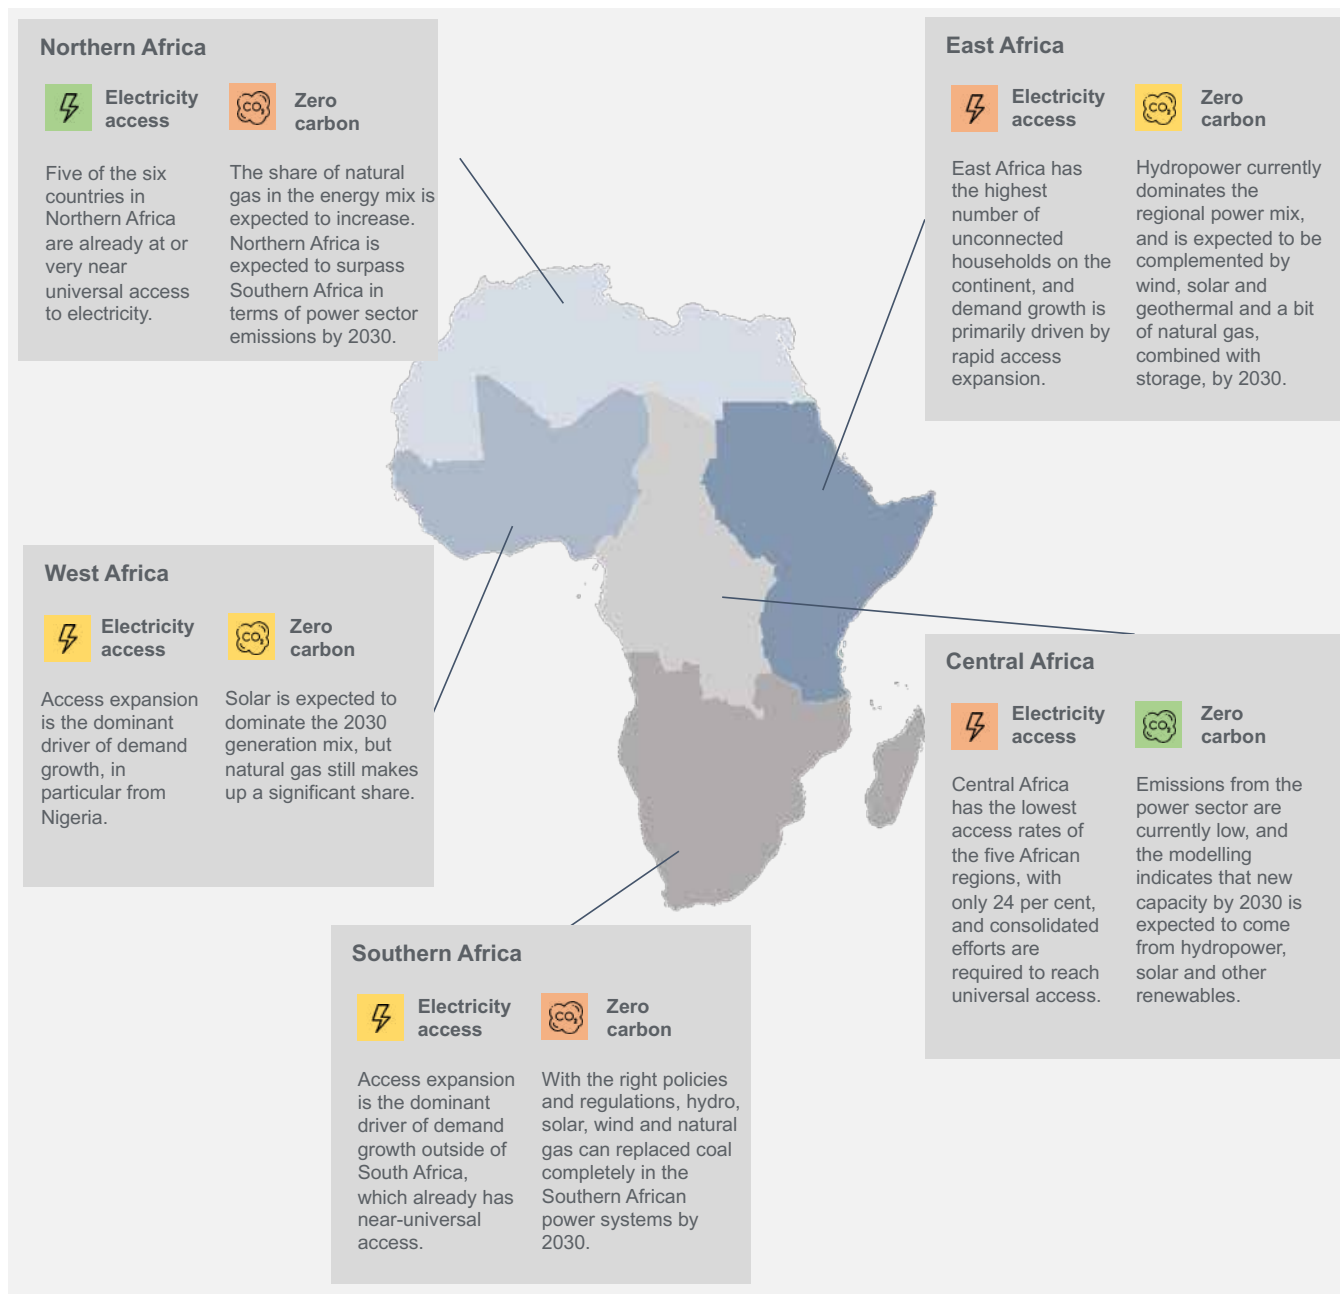 Northern Africa
Electricity
access
Zero
carbon
Five of the six
countries in
Northern Africa
are already at or
very near
universal access
to electricity.
The share of natural
gas in the energy mix is
expected to increase.
Northern Africa is
expected to surpass
Southern Africa in
terms of power sector
emissions by 2030.
East Africa
Electricity
access
Zero
carbon
East Africa has
the highest
number of
unconnected
households on the
continent, and
demand growth is
primarily driven by
rapid access
expansion.
Hydropower currently
dominates the
regional power mix,
and is expected to be
complemented by
wind, solar and
geothermal and a bit
of natural gas,
combined with
storage, by 2030.
West Africa
Electricity
access
Zero
carbon
Access expansion
is the dominant
driver of demand
growth, in
particular from
Nigeria.
Solar is expected to
dominate the 2030
generation mix, but
natural gas still makes
up a significant share.
Central Africa
Electricity
access
Zero
carbon
Central Africa
has the lowest
access rates of
the five African
regions, with
only 24 per cent,
and consolidated
efforts are
required to reach
universal access.
Emissions from the
power sector are
currently low, and
the modelling
indicates that new
capacity by 2030 is
expected to come
from hydropower,
solar and other
renewables.
Southern Africa
Electricity
access
Zero
carbon
Access expansion
is the dominant
driver of demand
growth outside of
South Africa,
which already has
near-universal
access.
With the right policies
and regulations, hydro,
solar, wind and natural
gas can replaced coal
completely in the
Southern African
power systems by
2030.
CO₂
CO₂
CO₂
CO₂
CO₂